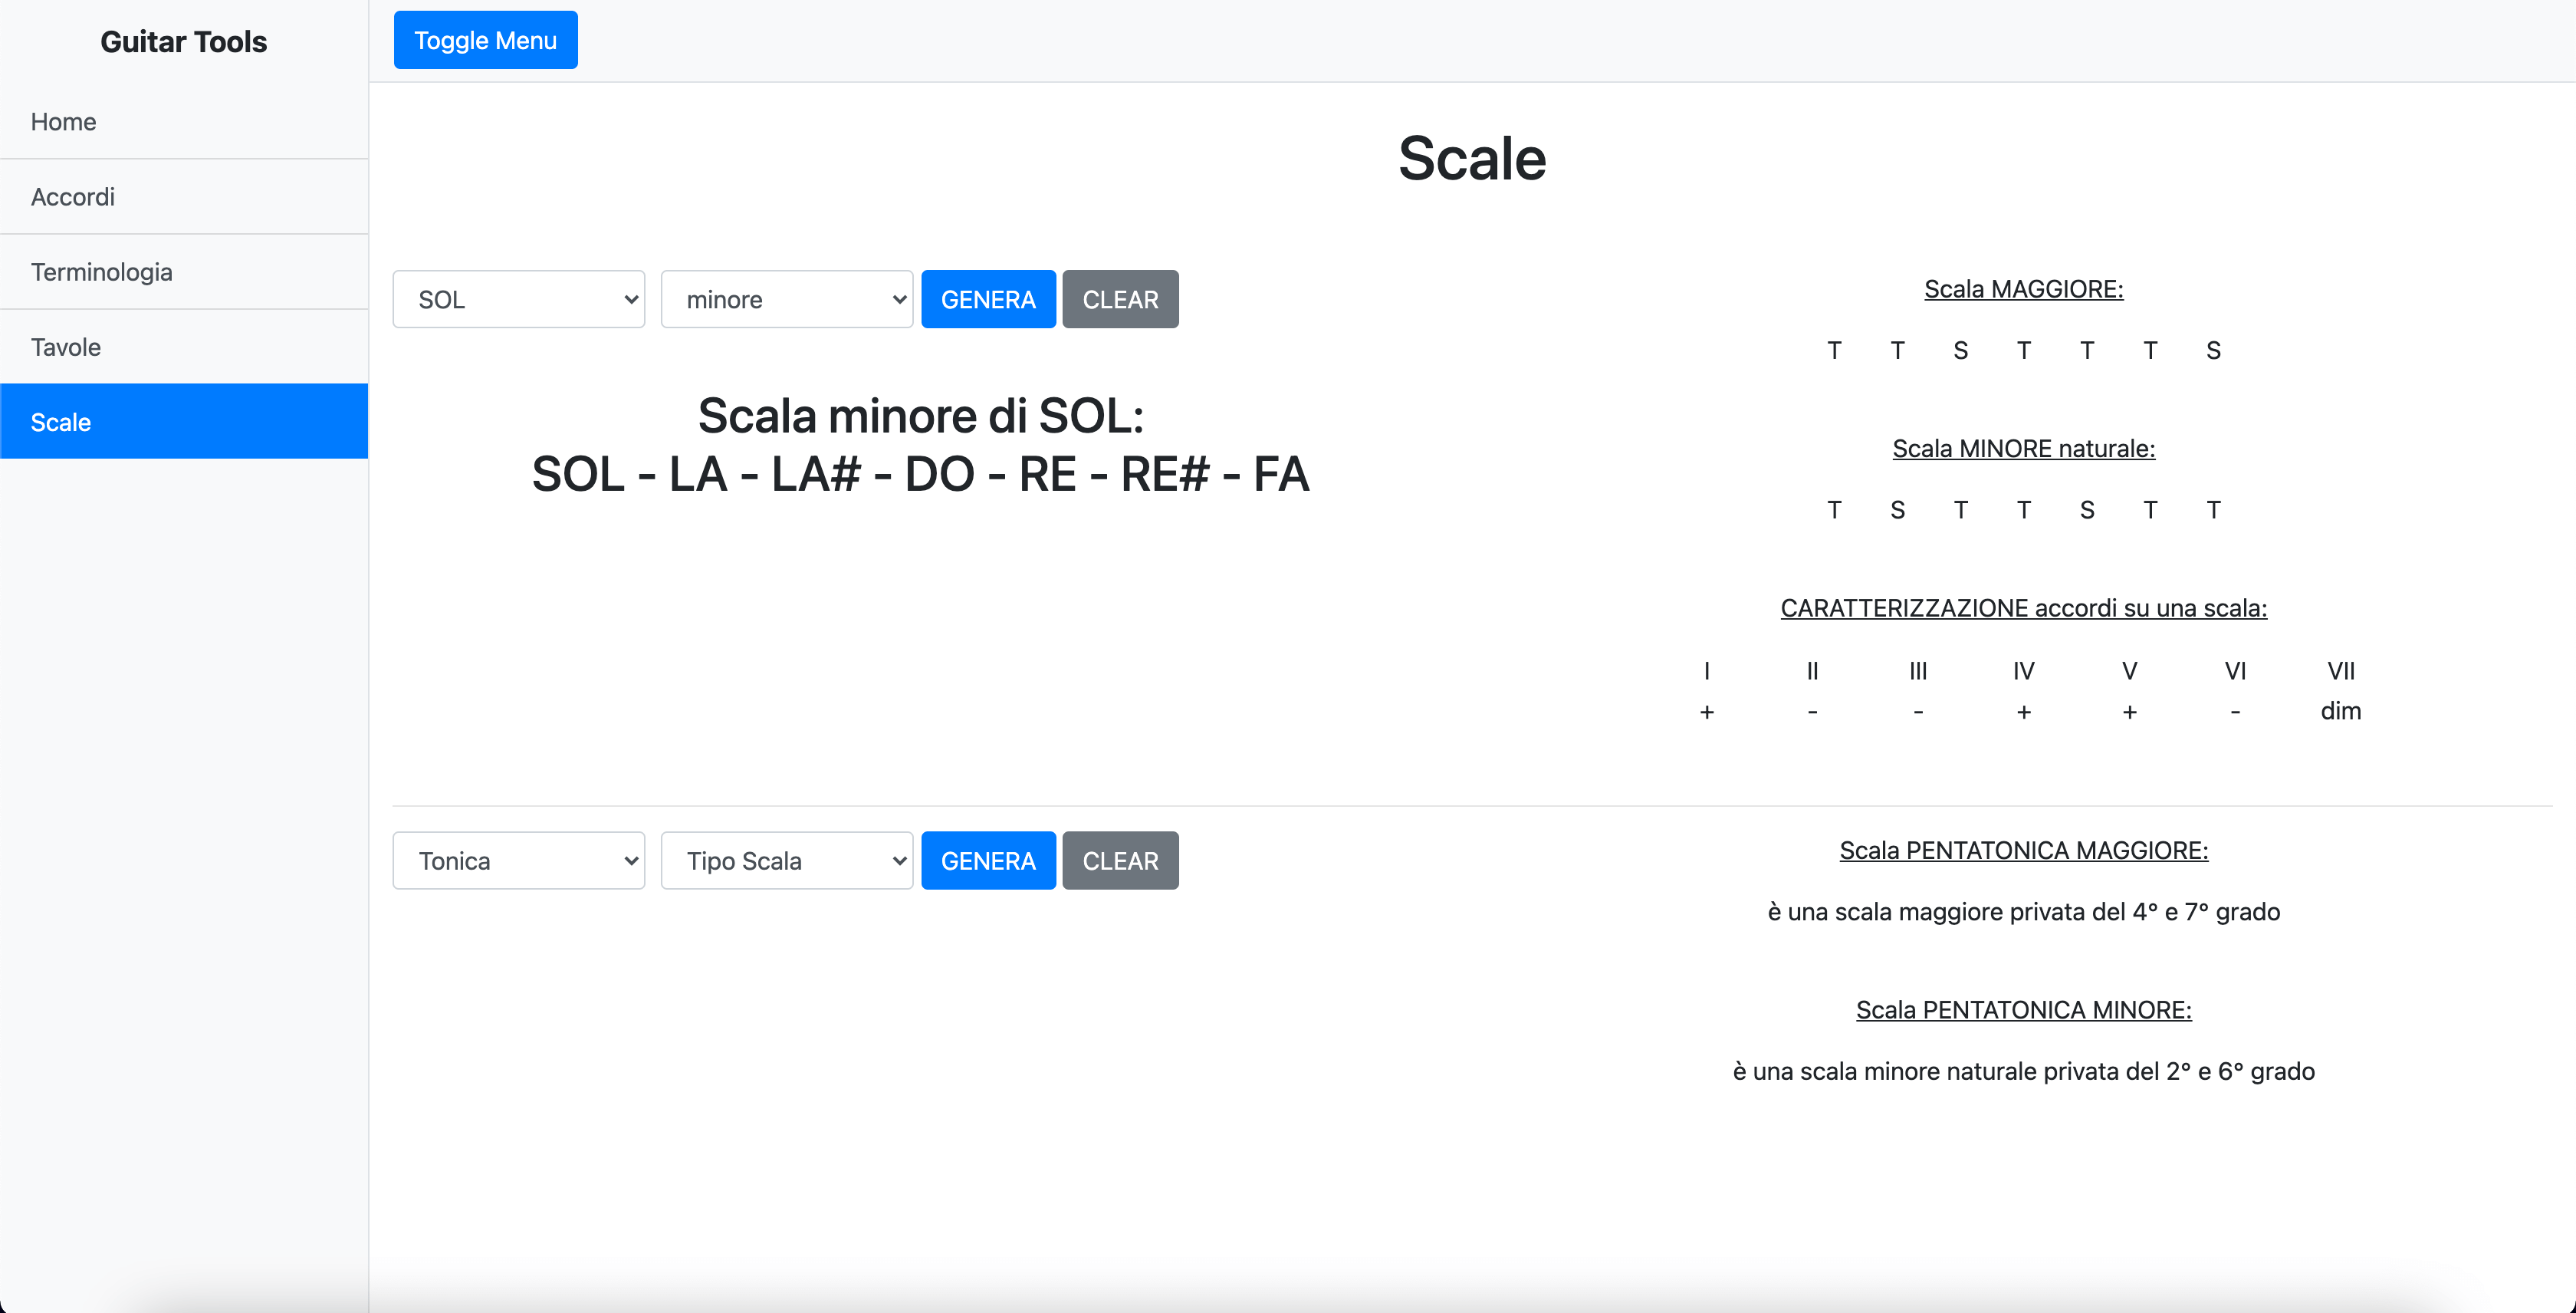 Guitar Tools
Toggle Menu
Home
Accordi
Terminologia
Tavole
Scale
Scale
SOL minore GENERA CLEAR
Scala minore di SOL:
SOL - LA - LA# - DO - RE - RE# - FA
Scala MAGGIORE:
T T S T T T S
Scala MINORE naturale:
T S T T S T T
CARATTERIZZAZIONE accordi su una scala:
I II III IV V VI VII
+ - - + + - dim
Tonica Tipo Scala GENERA CLEAR
Scala PENTATONICA MAGGIORE:
è una scala maggiore privata del 4° e 7° grado
Scala PENTATONICA MINORE:
è una scala minore naturale privata del 2° e 6° grado